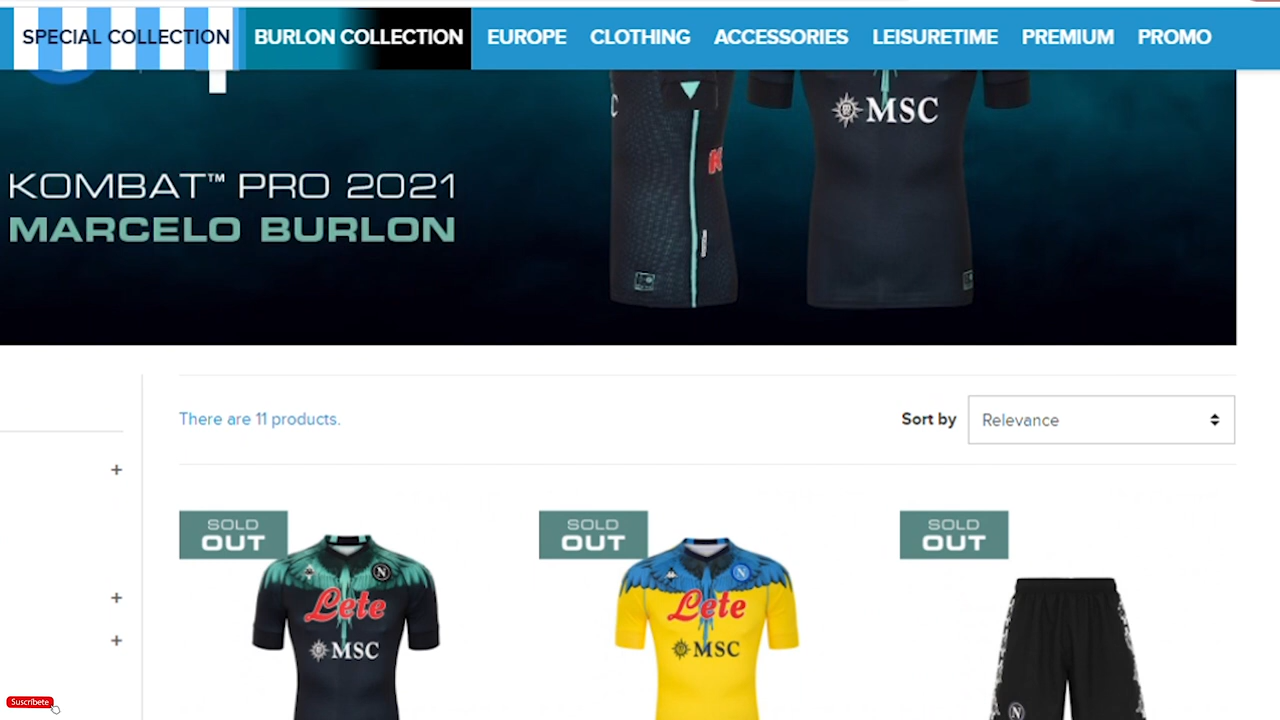 SPECIAL COLLECTION BURLON COLLECTION EUROPE CLOTHING ACCESSORIES LEISURETIME PREMIUM PROMO
MSC
KOMBAT™ PRO 2021
MARCELO BURLON
There are 11 products.
Sort by Relevance
SOLD OUT
SOLD OUT
SOLD OUT
N
Lete
MSC
N
Lete
MSC
N
Suscríbete